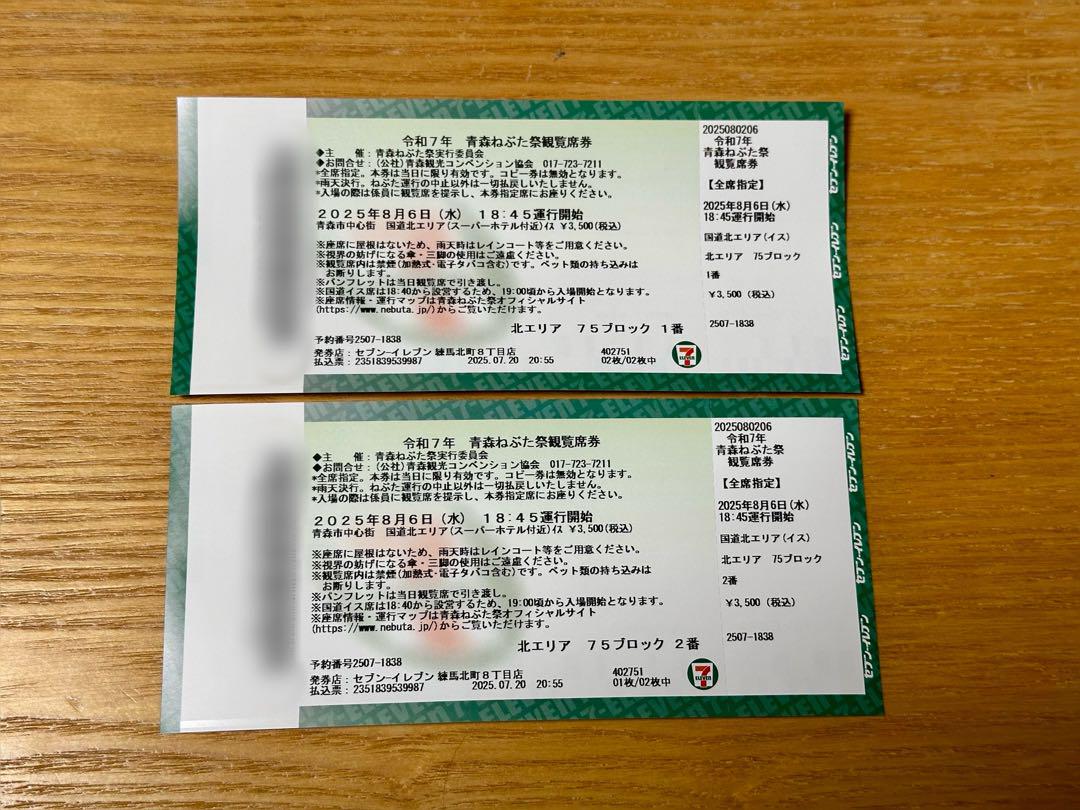 令和7年 青森ねぶた祭観覧席券
◆主 催：青森ねぶた祭実行委員会
◆お問合せ：(公社)青森観光コンベンション協会 017-723-7211
*全席指定。本券は当日に限り有効です。コピー券は無効となります。
*雨天決行。ねぶた運行の中止以外は一切払戻しいたしません。
*入場の際は係員に観覧席を提示し、本券指定席にお座りください。
2025年8月6日（水） 18:45運行開始
青森市中心街 国道北エリア(スーパーホテル付近)ｲｽ ￥3,500(税込)
※座席に屋根はないため、雨天時はレインコート等をご用意ください。
※視界の妨げになる傘・三脚の使用はご遠慮ください。
※観覧席内は禁煙(加熱式･電子タバコ含む)です。ペット類の持ち込みは
お断りします。
※パンフレットは当日観覧席で引き渡し。
※国道イス席は18:40から設営するため、19:00頃から入場開始となります。
※座席情報・運行マップは青森ねぶた祭オフィシャルサイト
(https://www.nebuta.jp/)からご覧いただけます。
北エリア 75ブロック 1番
予約番号2507-1838
発券店：セブン-イレブン 練馬北町8丁目店 402751
払込票：2351839539987 2025.07.20 20:55 02枚/02枚中
7
ELEVEN
2025080206
令和7年
青森ねぶた祭
観覧席券
【全席指定】
2025年8月6日(水)
18:45運行開始
国道北エリア(イス)
北エリア 75ブロック
1番
￥3,500 (税込)
2507-1838
セブン-イレブン
セブン-イレブン
セブン-イレブン
令和7年 青森ねぶた祭観覧席券
◆主 催：青森ねぶた祭実行委員会
◆お問合せ：(公社)青森観光コンベンション協会 017-723-7211
*全席指定。本券は当日に限り有効です。コピー券は無効となります。
*雨天決行。ねぶた運行の中止以外は一切払戻しいたしません。
*入場の際は係員に観覧席を提示し、本券指定席にお座りください。
2025年8月6日（水） 18:45運行開始
青森市中心街 国道北エリア(スーパーホテル付近)ｲｽ ￥3,500(税込)
※座席に屋根はないため、雨天時はレインコート等をご用意ください。
※視界の妨げになる傘・三脚の使用はご遠慮ください。
※観覧席内は禁煙(加熱式･電子タバコ含む)です。ペット類の持ち込みは
お断りします。
※パンフレットは当日観覧席で引き渡し。
※国道イス席は18:40から設営するため、19:00頃から入場開始となります。
※座席情報・運行マップは青森ねぶた祭オフィシャルサイト
(https://www.nebuta.jp/)からご覧いただけます。
北エリア 75ブロック 2番
予約番号2507-1838
発券店：セブン-イレブン 練馬北町8丁目店 402751
払込票：2351839539987 2025.07.20 20:55 01枚/02枚中
7
ELEVEN
2025080206
令和7年
青森ねぶた祭
観覧席券
【全席指定】
2025年8月6日(水)
18:45運行開始
国道北エリア(イス)
北エリア 75ブロック
2番
￥3,500 (税込)
2507-1838
セブン-イレブン
セブン-イレブン
セブン-イレブン